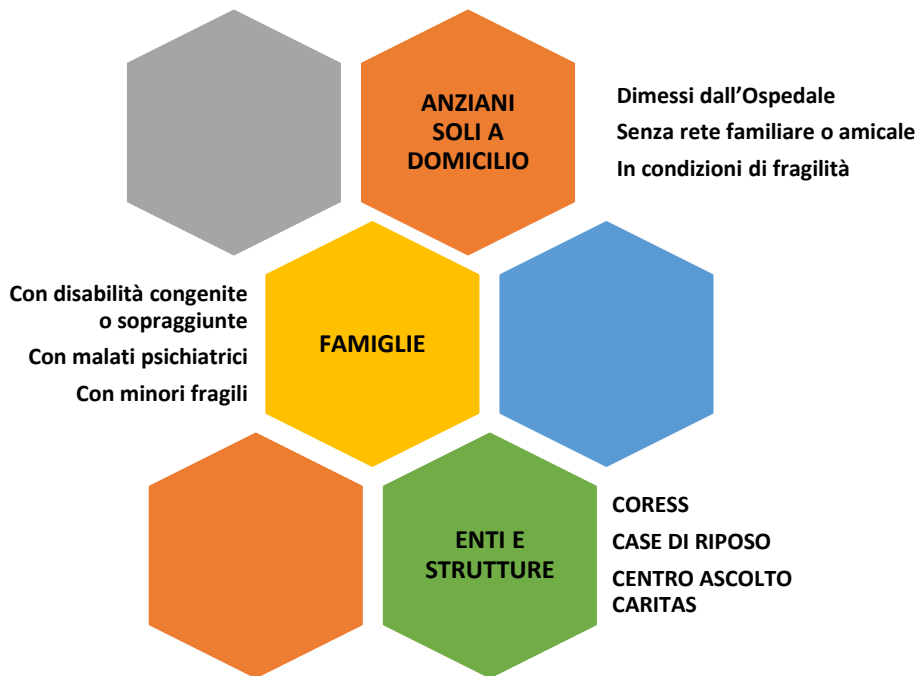 ANZIANI
SOLI A
DOMICILIO
Dimessi dall'Ospedale
Senza rete familiare o amicale
In condizioni di fragilità
Con disabilità congenite
o sopraggiunte
Con malati psichiatrici
Con minori fragili
FAMIGLIE
ENTI E
STRUTTURE
CORESS
CASE DI RIPOSO
CENTRO ASCOLTO
CARITAS